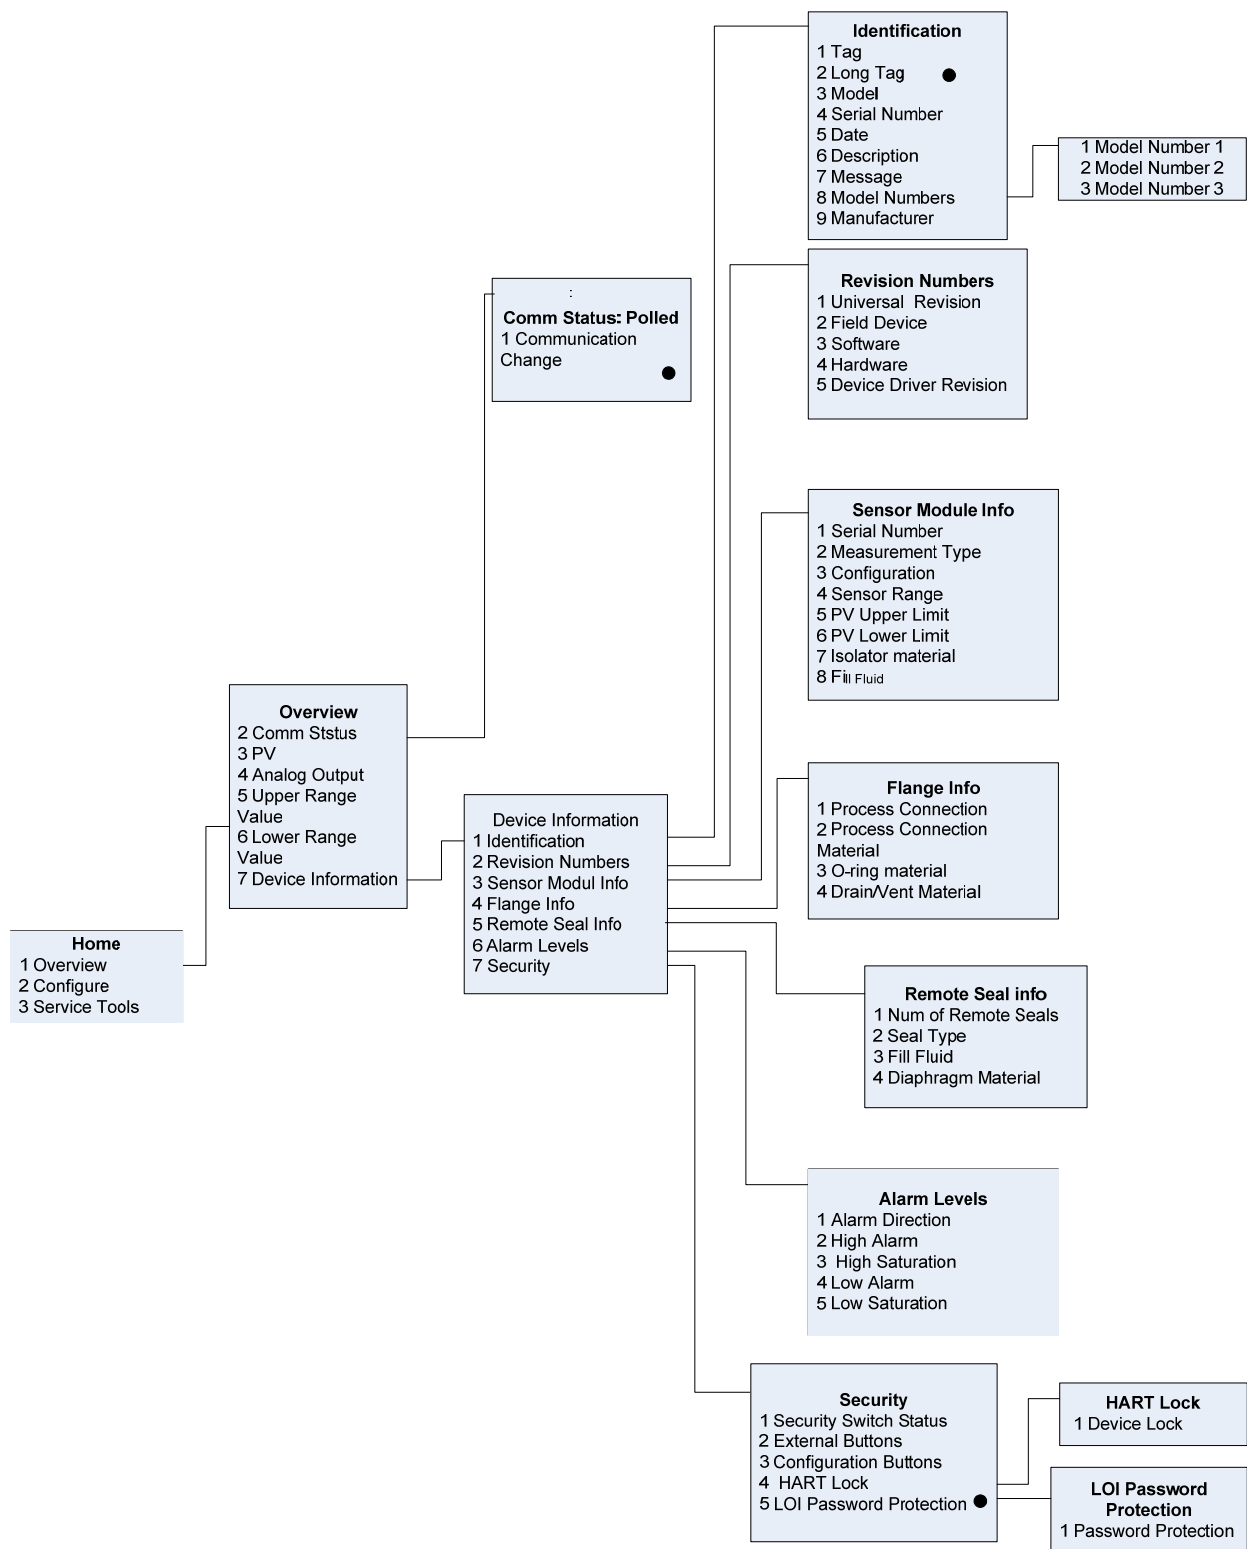 Home
1 Overview
2 Configure
3 Service Tools
Overview
2 Comm Ststus
3 PV
4 Analog Output
5 Upper Range
Value
6 Lower Range
Value
7 Device Information
:
Comm Status: Polled
1 Communication
Change
Device Information
1 Identification
2 Revision Numbers
3 Sensor Modul Info
4 Flange Info
5 Remote Seal Info
6 Alarm Levels
7 Security
Identification
1 Tag
2 Long Tag
3 Model
4 Serial Number
5 Date
6 Description
7 Message
8 Model Numbers
9 Manufacturer
1 Model Number 1
2 Model Number 2
3 Model Number 3
Revision Numbers
1 Universal Revision
2 Field Device
3 Software
4 Hardware
5 Device Driver Revision
Sensor Module Info
1 Serial Number
2 Measurement Type
3 Configuration
4 Sensor Range
5 PV Upper Limit
6 PV Lower Limit
7 Isolator material
8 Fill Fluid
Flange Info
1 Process Connection
2 Process Connection
Material
3 O-ring material
4 Drain/Vent Material
Remote Seal info
1 Num of Remote Seals
2 Seal Type
3 Fill Fluid
4 Diaphragm Material
Alarm Levels
1 Alarm Direction
2 High Alarm
3 High Saturation
4 Low Alarm
5 Low Saturation
Security
1 Security Switch Status
2 External Buttons
3 Configuration Buttons
4 HART Lock
5 LOI Password Protection
HART Lock
1 Device Lock
LOI Password
Protection
1 Password Protection